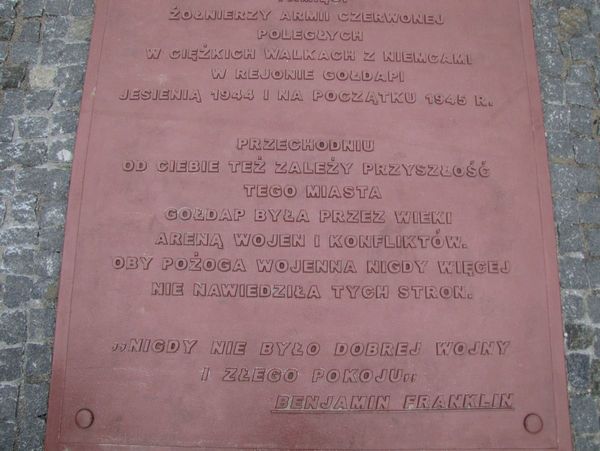 ŻOŁNIERZY ARMII CZERWONEJ
POLEGŁYCH
W CIĘŻKICH WALKACH Z NIEMCAMI
W REJONIE GOŁDAPI
JESIENIĄ 1944 I NA POCZĄTKU 1945 R.
PRZECHODNIU
OD CIEBIE TEŻ ZALEŻY PRZYSZŁOŚĆ
TEGO MIASTA
GOŁDAP BYŁA PRZEZ WIEKI
ARENĄ WOJEN I KONFLIKTÓW.
OBY POŻOGA WOJENNA NIGDY WIĘCEJ
NIE NAWIEDZIŁA TYCH STRON.
,,NIGDY NIE BYŁO DOBREJ WOJNY
I ZŁEGO POKOJU,,
BENJAMIN FRANKLIN